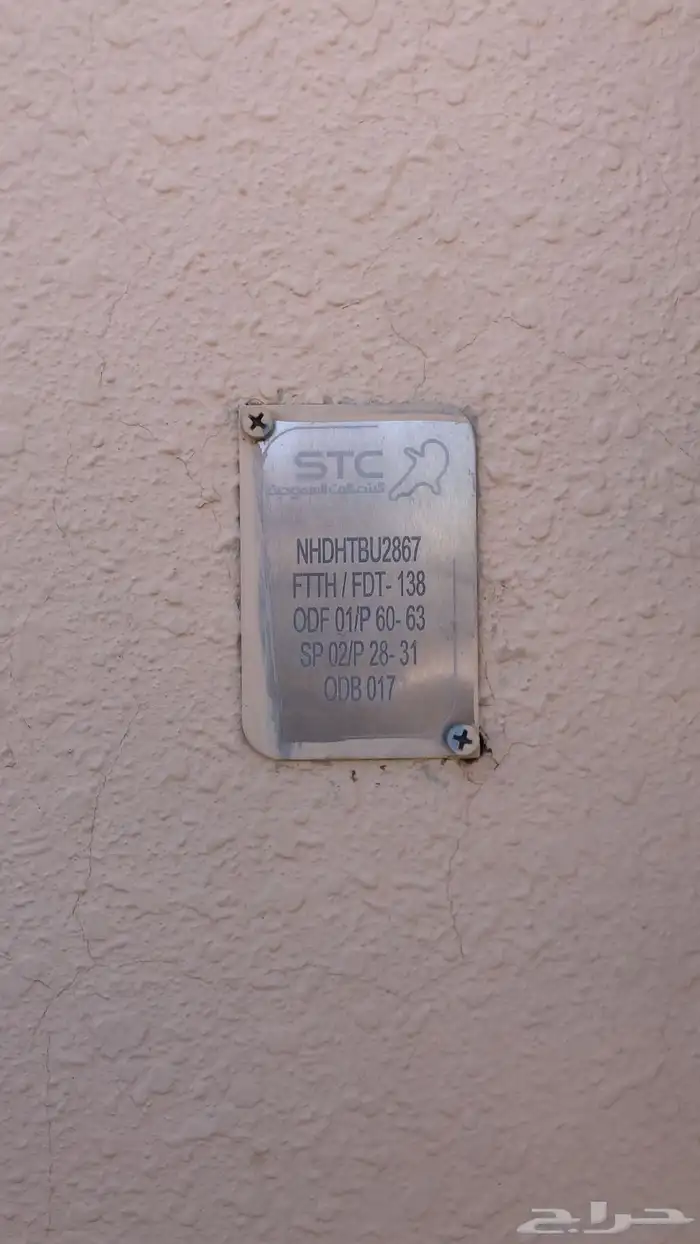 STC
الاتصالات السعودية
NHDHTBU2867
FTTH / FDT- 138
ODF 01/P 60- 63
SP 02/P 28- 31
ODB 017
حراج